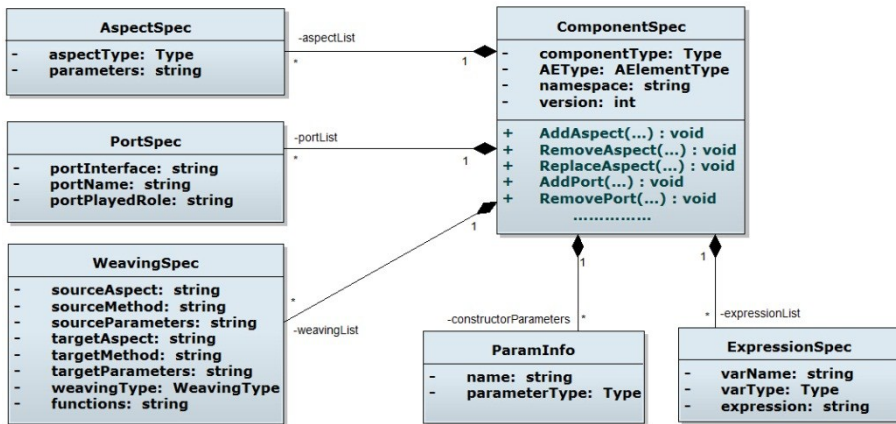 AspectSpec
- aspectType: Type
- parameters: string
-aspectList
*
1
ComponentSpec
- componentType: Type
- AEType: AElementType
- namespace: string
- version: int
+ AddAspect(...) : void
+ RemoveAspect(...) : void
+ ReplaceAspect(...) : void
+ AddPort(...) : void
+ RemovePort(...) : void
...............
PortSpec
- portInterface: string
- portName: string
- portPlayedRole: string
-portList
*
1
WeavingSpec
- sourceAspect: string
- sourceMethod: string
- sourceParameters: string
- targetAspect: string
- targetMethod: string
- targetParameters: string
- weavingType: WeavingType
- functions: string
1
*
-weavingList
1
-constructorParameters
*
ParamInfo
- name: string
- parameterType: Type
1
* -expressionList
ExpressionSpec
- varName: string
- varType: Type
- expression: string